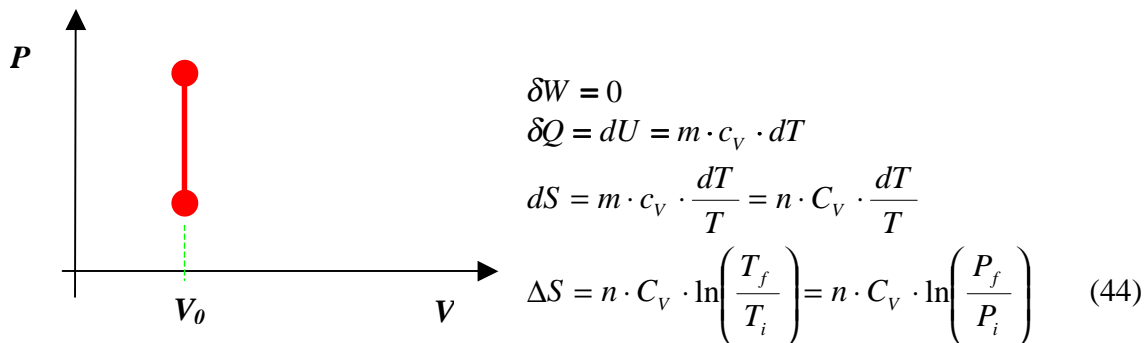 P
V₀
V
δW = 0
δQ = dU = m · c_V · dT
dS = m · c_V · dT/T = n · C_V · dT/T
ΔS = n · C_V · ln(T_f/T_i) = n · C_V · ln(P_f/P_i) (44)